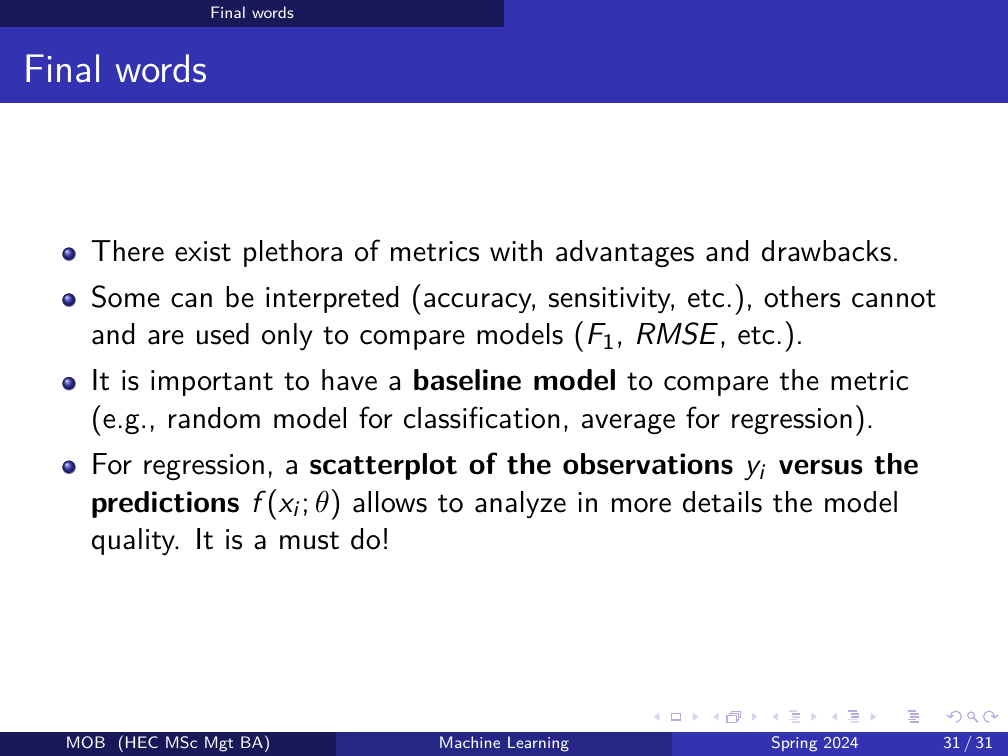 Final words
Final words
There exist plethora of metrics with advantages and drawbacks.
Some can be interpreted (accuracy, sensitivity, etc.), others cannot
and are used only to compare models (F₁, RMSE, etc.).
It is important to have a baseline model to compare the metric
(e.g., random model for classification, average for regression).
For regression, a scatterplot of the observations yᵢ versus the
predictions f(xᵢ; θ) allows to analyze in more details the model
quality. It is a must do!
MOB (HEC MSc Mgt BA) Machine Learning Spring 2024 31 / 31